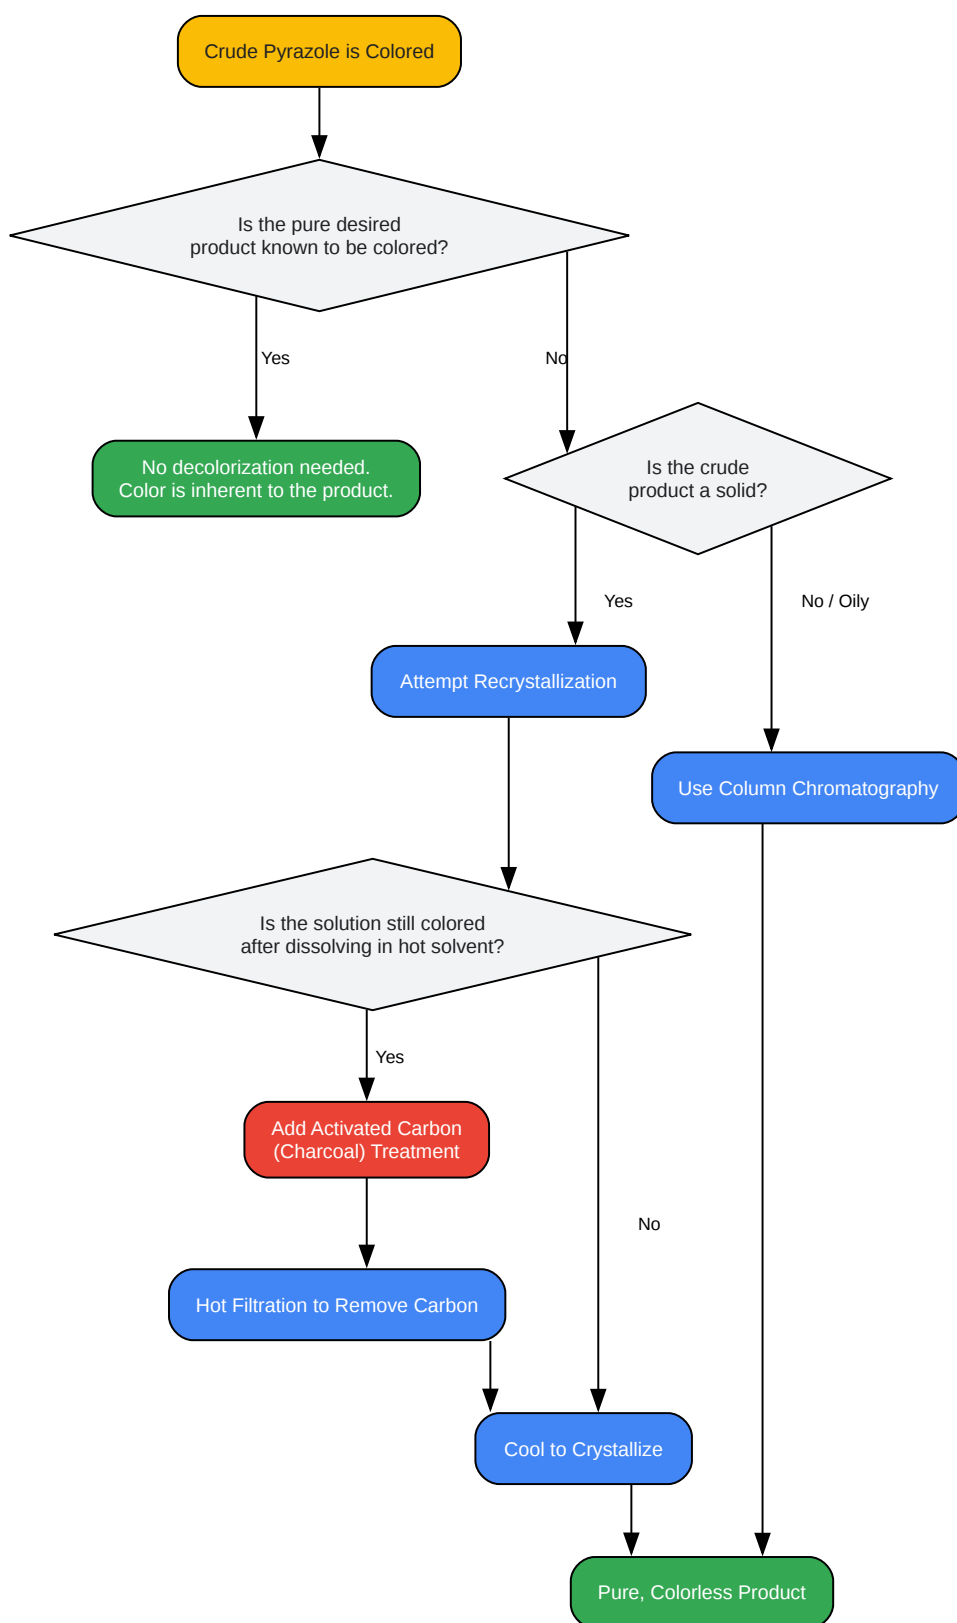 Crude Pyrazole is Colored
Is the pure desired
product known to be colored?
Yes
No
No decolorization needed.
Color is inherent to the product.
Is the crude
product a solid?
Yes
No / Oily
Attempt Recrystallization
Use Column Chromatography
Is the solution still colored
after dissolving in hot solvent?
Yes
Add Activated Carbon
(Charcoal) Treatment
No
Hot Filtration to Remove Carbon
Cool to Crystallize
Pure, Colorless Product